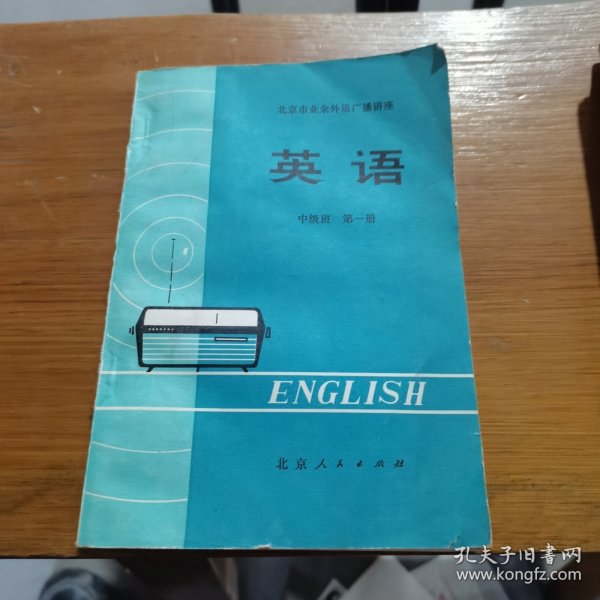 北京市业余外语广播讲座
英语
中级班 第一册
ENGLISH
北京人民出版社
孔夫子旧书网
www.kongfz.com